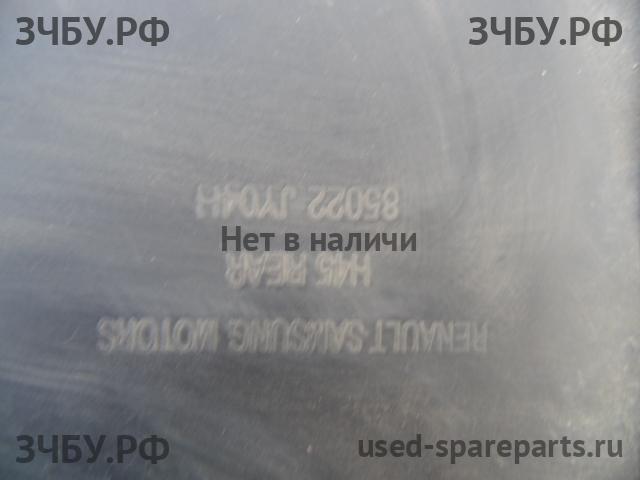 ЗЧБУ.РФ ЗЧБУ.РФ
85022 JY04H
Нет в наличи
H45 REAR
RENAULT SAMSUNG MOTORS
ЗЧБУ.РФ used-spareparts.ru